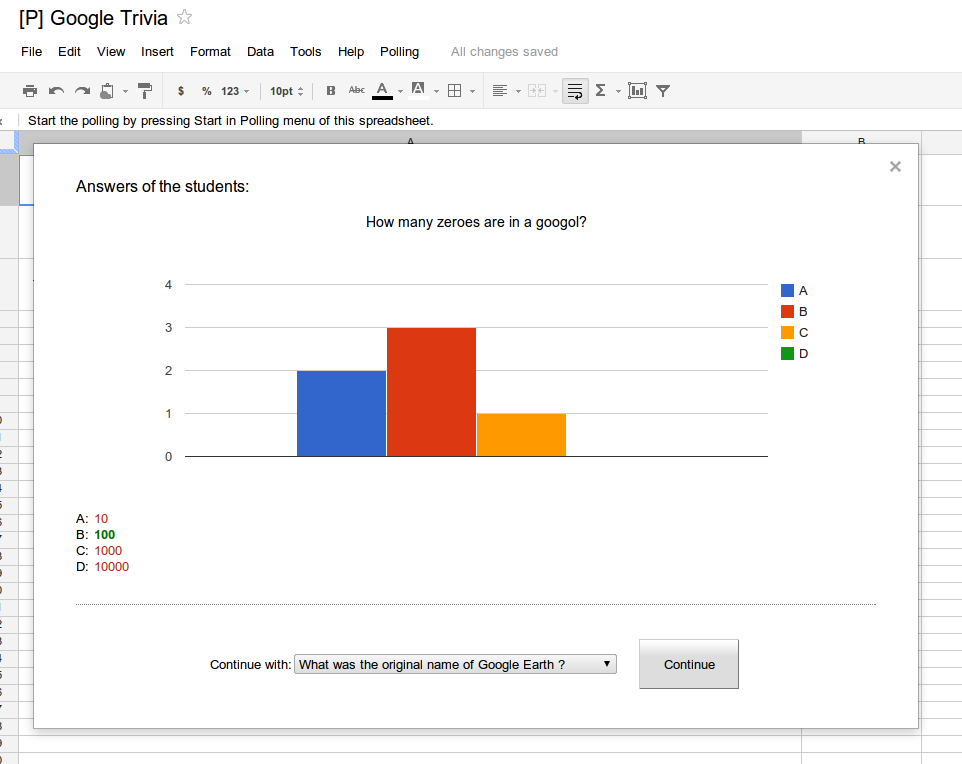 [P] Google Trivia
File Edit View Insert Format Data Tools Help Polling All changes saved
$ % 123 10pt B Abc A A Σ
Start the polling by pressing Start in Polling menu of this spreadsheet.
A B
Answers of the students:
How many zeroes are in a googol?
4
3
2
1
0
A
B
C
D
A: 10
B: 100
C: 1000
D: 10000
Continue with: What was the original name of Google Earth ? Continue